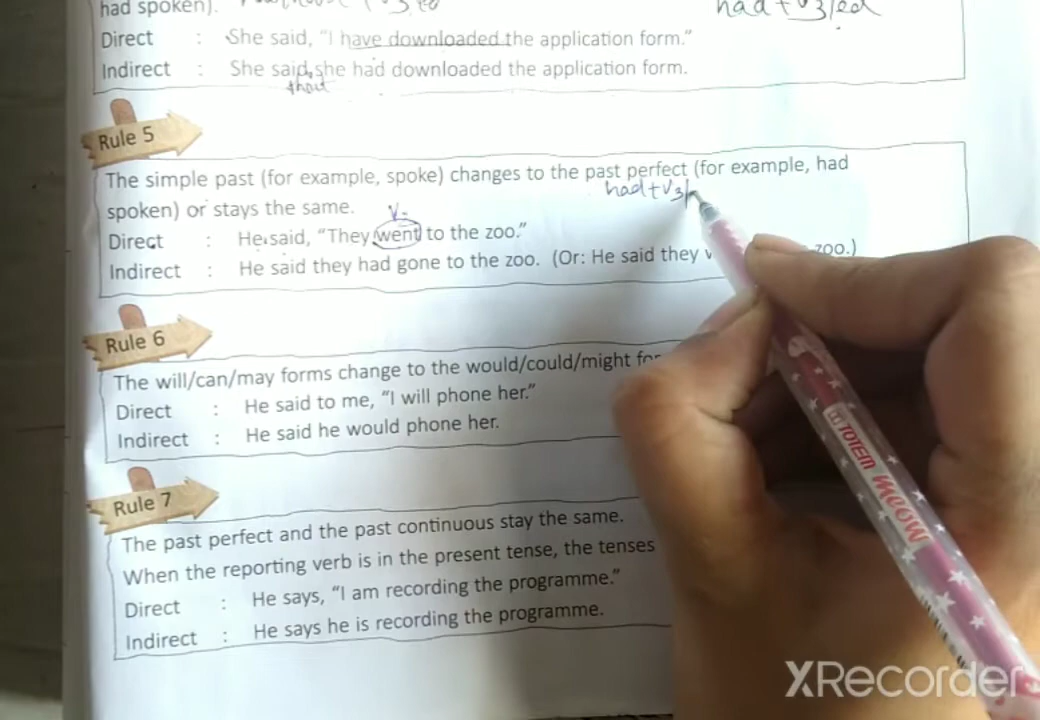 had spoken).
had + V3/ed
Direct : She said, "I have downloaded the application form."
Indirect : She said, she had downloaded the application form.
that
Rule 5
The simple past (for example, spoke) changes to the past perfect (for example, had
had+V3/
spoken) or stays the same.
Direct : He said, "They went to the zoo."
Indirect : He said they had gone to the zoo. (Or: He said they zoo.)
Rule 6
The will/can/may forms change to the would/could/might
Direct : He said to me, "I will phone her."
Indirect : He said he would phone her.
Rule 7
The past perfect and the past continuous stay the same.
When the reporting verb is in the present tense, the tenses
Direct : He says, "I am recording the programme."
Indirect : He says he is recording the programme.
TOTEM meow
XRecorder